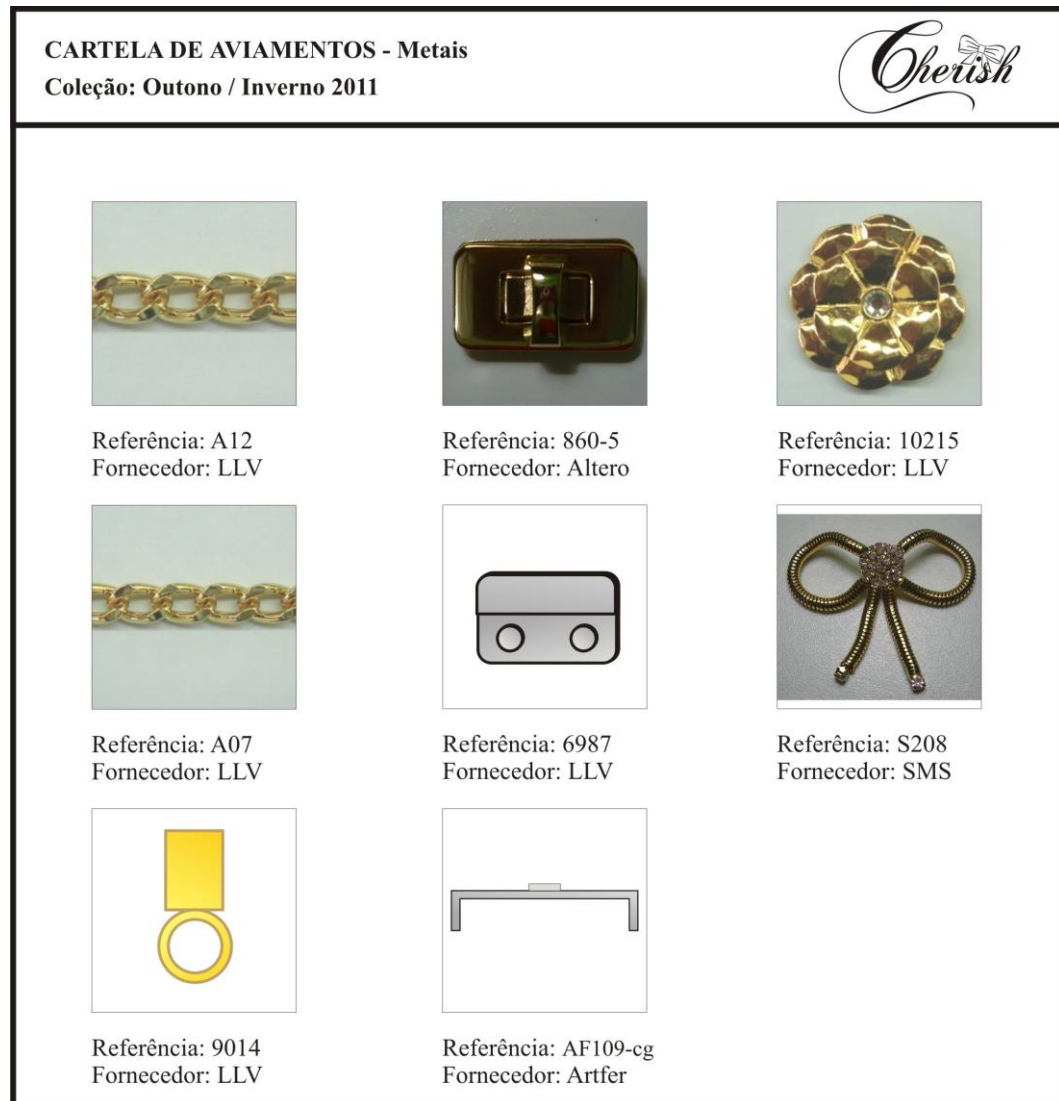 CARTELA DE AVIAMENTOS - Metais
Coleção: Outono / Inverno 2011
Cherish
Referência: A12
Fornecedor: LLV
Referência: 860-5
Fornecedor: Altero
Referência: 10215
Fornecedor: LLV
Referência: A07
Fornecedor: LLV
Referência: 6987
Fornecedor: LLV
Referência: S208
Fornecedor: SMS
Referência: 9014
Fornecedor: LLV
Referência: AF109-cg
Fornecedor: Artfer